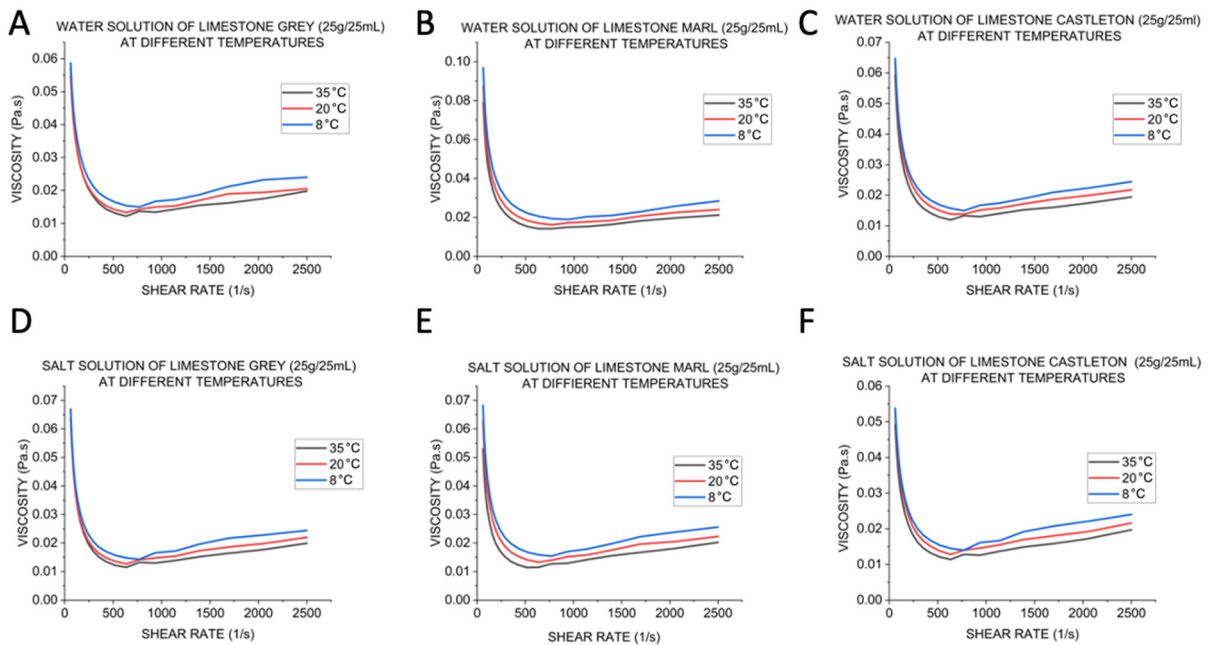 A
WATER SOLUTION OF LIMESTONE GREY (25g/25mL)
AT DIFFERENT TEMPERATURES
VISCOSITY (Pa.s)
0.06
0.05
0.04
0.03
0.02
0.01
0.00
35°C
20°C
8°C
0 500 1000 1500 2000 2500
SHEAR RATE (1/s)
B
WATER SOLUTION OF LIMESTONE MARL (25g/25mL)
AT DIFFERENT TEMPERATURES
VISCOSITY (Pa.s)
0.10
0.08
0.06
0.04
0.02
0.00
35°C
20°C
8°C
0 500 1000 1500 2000 2500
SHEAR RATE (1/s)
C
WATER SOLUTION OF LIMESTONE CASTLETON (25g/25ml)
AT DIFFERENT TEMPERATURES
VISCOSITY (Pa.s)
0.07
0.06
0.05
0.04
0.03
0.02
0.01
0.00
35°C
20°C
8°C
0 500 1000 1500 2000 2500
SHEAR RATE (1/s)
D
SALT SOLUTION OF LIMESTONE GREY (25g/25mL)
AT DIFFERENT TEMPERATURES
VISCOSITY (Pa.s)
0.07
0.06
0.05
0.04
0.03
0.02
0.01
0.00
35°C
20°C
8°C
0 500 1000 1500 2000 2500
SHEAR RATE (1/s)
E
SALT SOLUTION OF LIMESTONE MARL (25g/25mL)
AT DIFFIERENT TEMPERATURES
VISCOSITY (Pa.s)
0.07
0.06
0.05
0.04
0.03
0.02
0.01
0.00
35°C
20°C
8°C
0 500 1000 1500 2000 2500
SHEAR RATE (1/s)
F
SALT SOLUTION OF LIMESTONE CASTLETON (25g/25mL)
AT DIFFERENT TEMPERATURES
VISCOSITY (Pa.s)
0.06
0.05
0.04
0.03
0.02
0.01
0.00
35°C
20°C
8°C
0 500 1000 1500 2000 2500
SHEAR RATE (1/s)